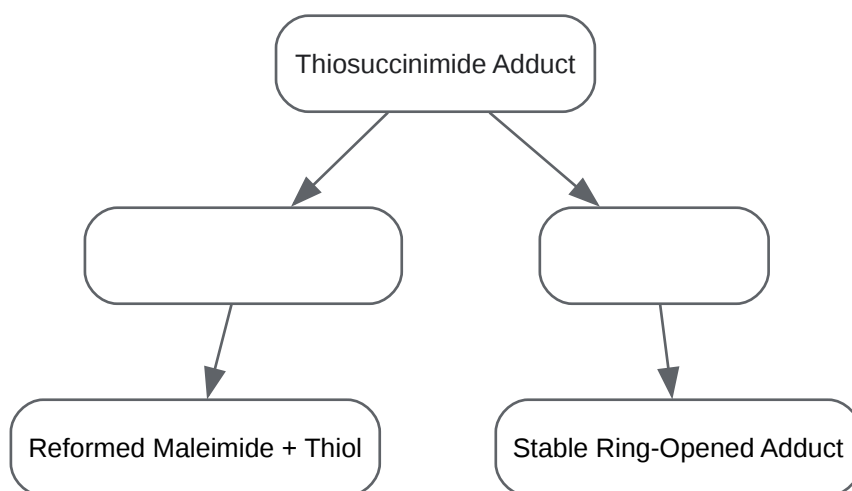 Thiosuccinimide Adduct
Reformed Maleimide + Thiol
Stable Ring-Opened Adduct